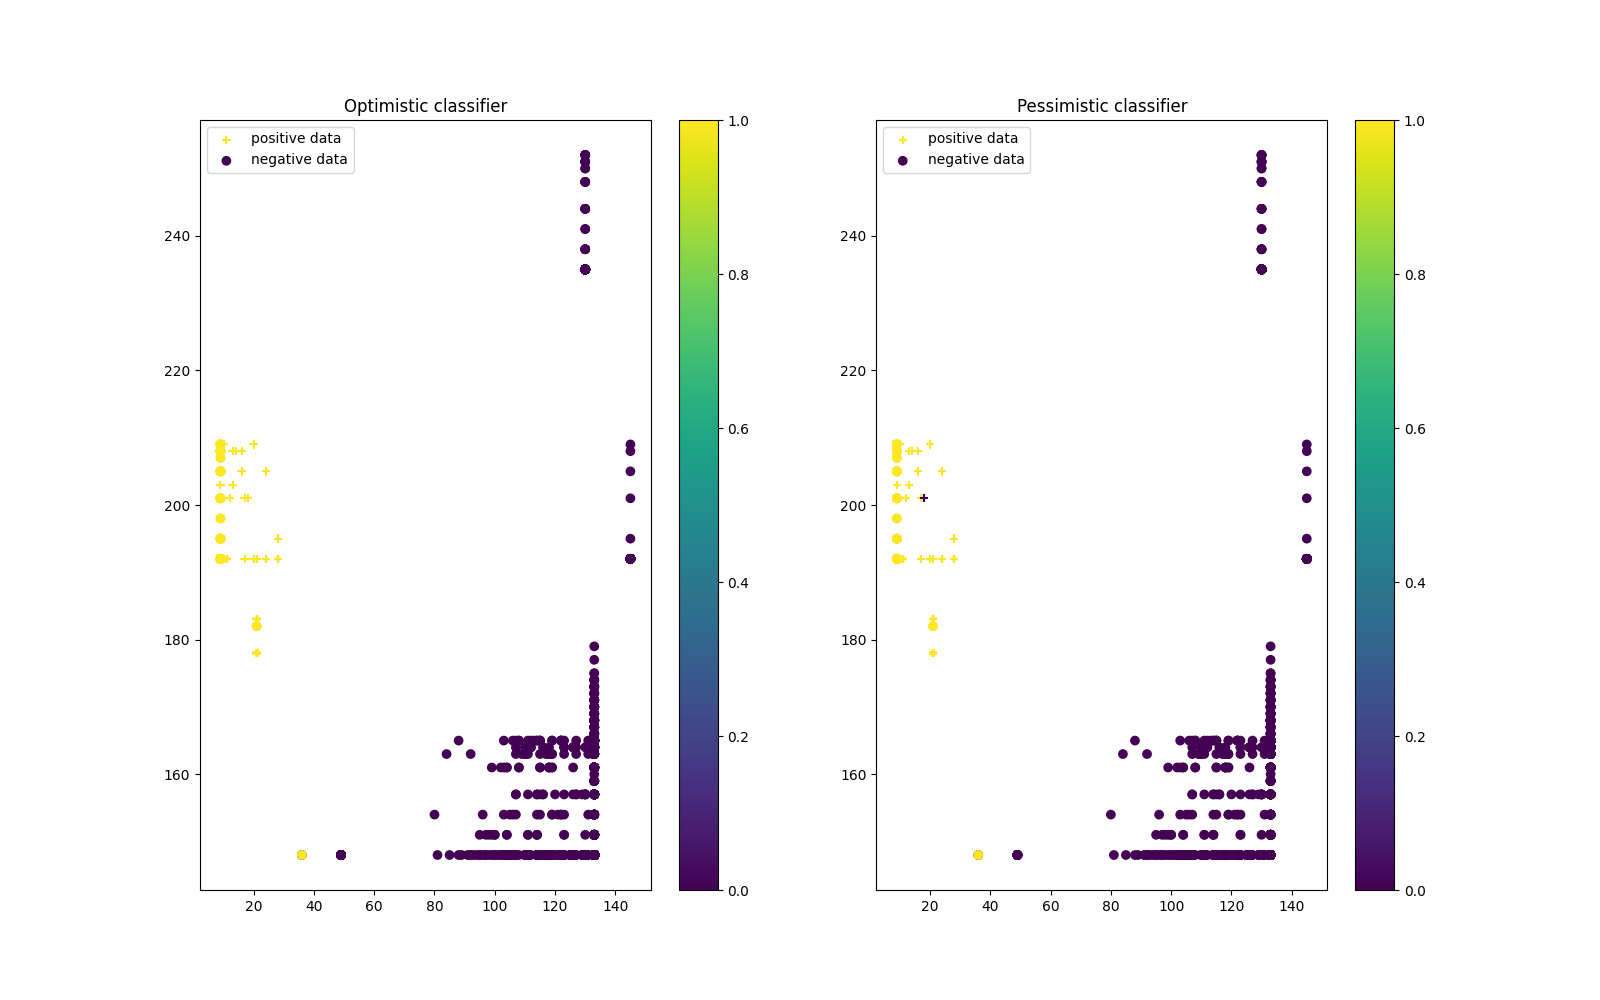 Optimistic classifier
positive data
negative data
240
220
200
180
160
20 40 60 80 100 120 140
1.0
0.8
0.6
0.4
0.2
0.0
Pessimistic classifier
positive data
negative data
240
220
200
180
160
20 40 60 80 100 120 140
1.0
0.8
0.6
0.4
0.2
0.0